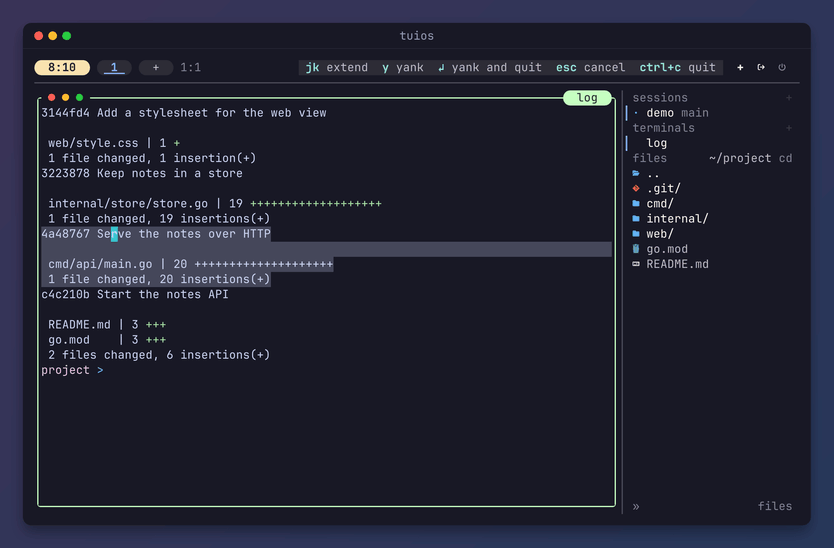 tuios
8:10 1 + 1:1 jk extend y yank ↲ yank and quit esc cancel ctrl+c quit +
log
3144fd4 Add a stylesheet for the web view
web/style.css | 1 +
1 file changed, 1 insertion(+)
3223878 Keep notes in a store
internal/store/store.go | 19 +++++++++++++++++++
1 file changed, 19 insertions(+)
4a48767 Serve the notes over HTTP
cmd/api/main.go | 20 ++++++++++++++++++++
1 file changed, 20 insertions(+)
c4c210b Start the notes API
README.md | 3 +++
go.mod    | 3 +++
2 files changed, 6 insertions(+)
project >
sessions +
· demo main
terminals +
log
files ~/project cd
..
.git/
cmd/
internal/
web/
go.mod
README.md
» files